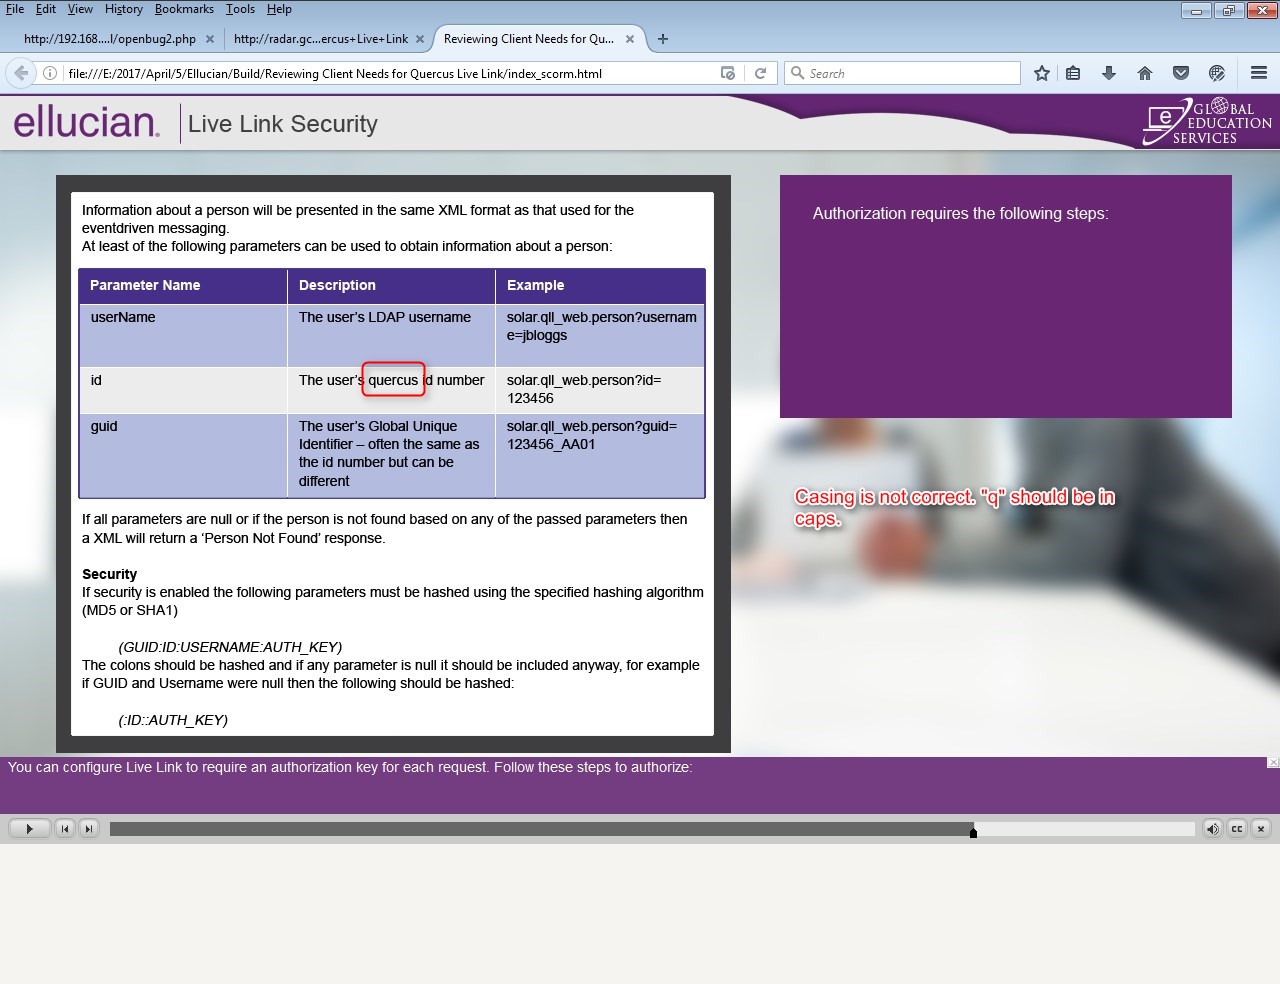 File Edit View History Bookmarks Tools Help
http://192.168....l/openbug2.php
http://radar.gc...ercus+Live+Link
Reviewing Client Needs for Qu...
file:///E:/2017/April/5/Ellucian/Build/Reviewing Client Needs for Quercus Live Link/index_scorm.html
Search
ellucian.
Live Link Security
e
GLOBAL
EDUCATION
SERVICES
Information about a person will be presented in the same XML format as that used for the
eventdriven messaging.
At least of the following parameters can be used to obtain information about a person:
Parameter Name Description Example
userName The user's LDAP username solar.qll_web.person?usernam
e=jbloggs
id The user's quercus id number solar.qll_web.person?id=
123456
guid The user's Global Unique solar.qll_web.person?guid=
Identifier – often the same as 123456_AA01
the id number but can be
different
If all parameters are null or if the person is not found based on any of the passed parameters then
a XML will return a ‘Person Not Found’ response.
Security
If security is enabled the following parameters must be hashed using the specified hashing algorithm
(MD5 or SHA1)
(GUID:ID:USERNAME:AUTH_KEY)
The colons should be hashed and if any parameter is null it should be included anyway, for example
if GUID and Username were null then the following should be hashed:
(:ID::AUTH_KEY)
Authorization requires the following steps:
Casing is not correct. "q" should be in
caps.
You can configure Live Link to require an authorization key for each request. Follow these steps to authorize:
CC